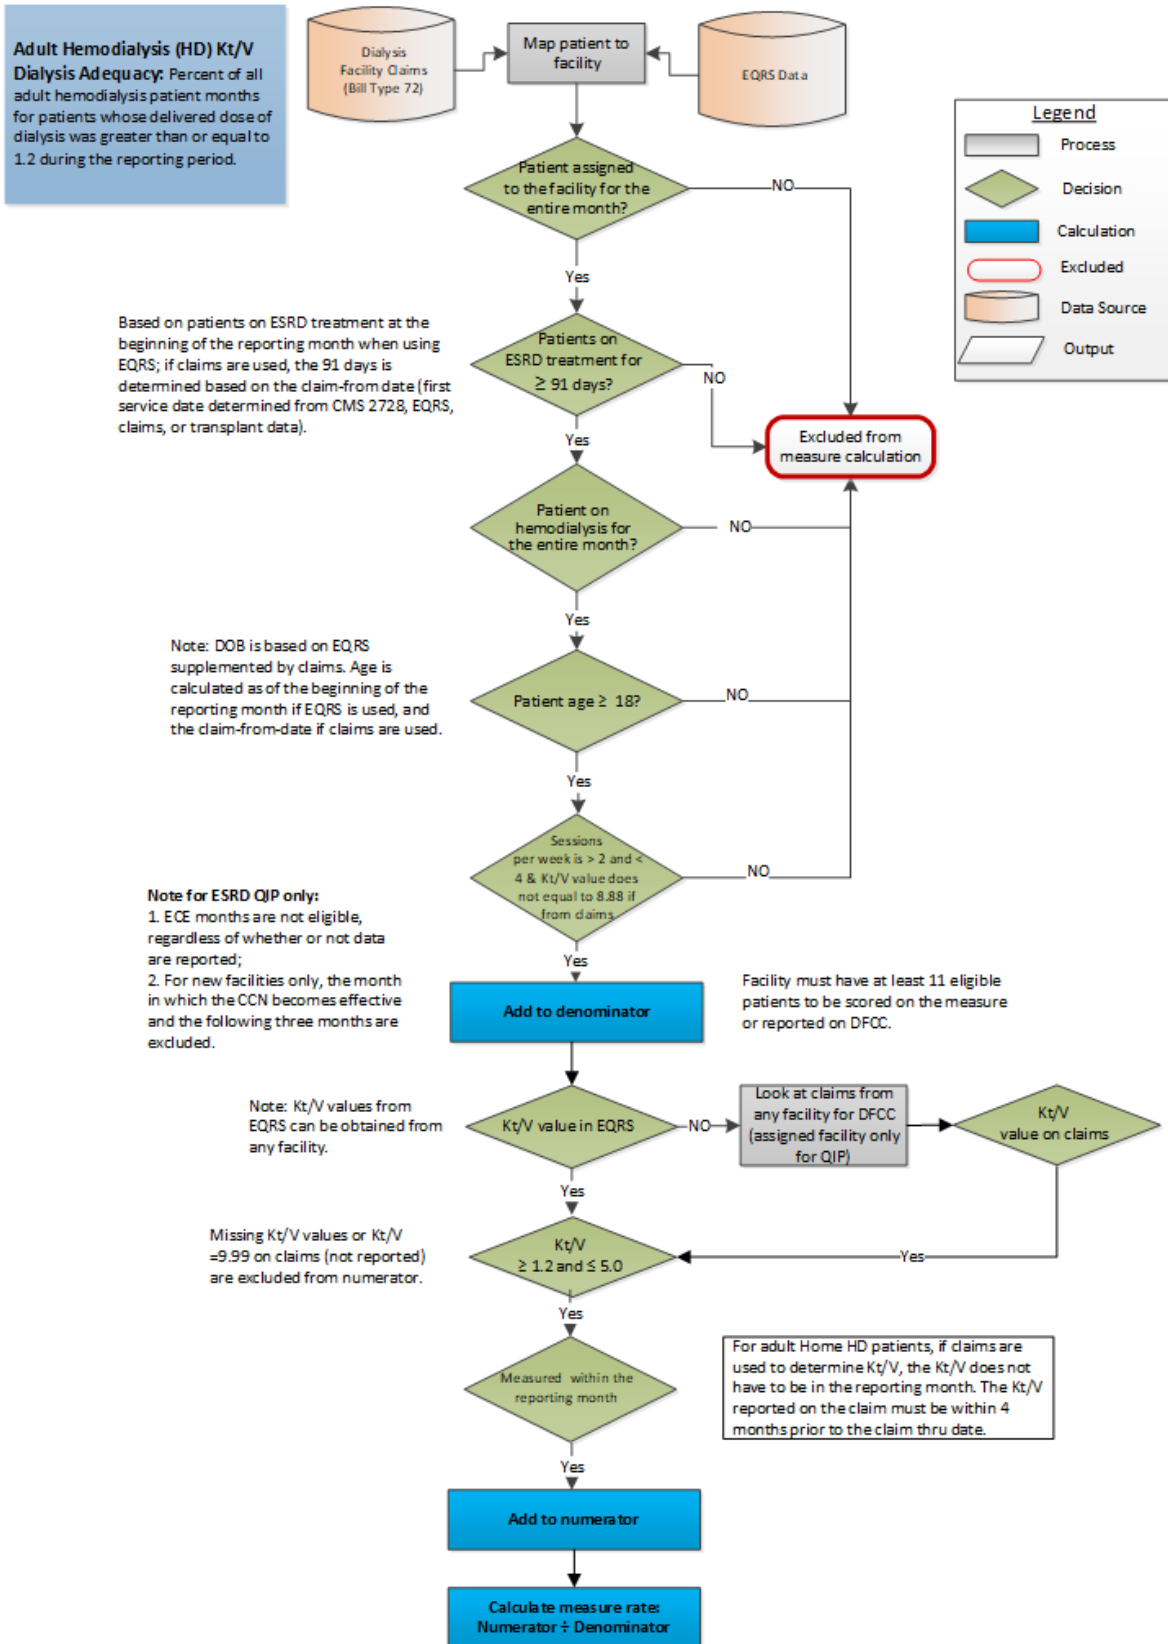 Adult Hemodialysis (HD) Kt/V
Dialysis Adequacy: Percent of all
adult hemodialysis patient months
for patients whose delivered dose of
dialysis was greater than or equal to
1.2 during the reporting period.
Dialysis
Facility Claims
(Bill Type 72)
Map patient to
facility
EQRS Data
Legend
Process
Decision
Calculation
Excluded
Data Source
Output
Patient assigned
to the facility for the
entire month?
NO
Yes
Based on patients on ESRD treatment at the
beginning of the reporting month when using
EQRS; if claims are used, the 91 days is
determined based on the claim-from date (first
service date determined from CMS 2728, EQRS,
claims, or transplant data).
Patients on
ESRD treatment for
≥ 91 days?
NO
Yes
Excluded from
measure calculation
Patient on
hemodialysis for
the entire month?
NO
Yes
Note: DOB is based on EQRS
supplemented by claims. Age is
calculated as of the beginning of the
reporting month if EQRS is used, and
the claim-from-date if claims are used.
Patient age ≥ 18?
NO
Yes
Sessions
per week is > 2 and <
4 & Kt/V value does
not equal to 8.88 if
from claims
NO
Yes
Note for ESRD QIP only:
1. ECE months are not eligible,
regardless of whether or not data
are reported;
2. For new facilities only, the month
in which the CCN becomes effective
and the following three months are
excluded.
Add to denominator
Facility must have at least 11 eligible
patients to be scored on the measure
or reported on DFCC.
Note: Kt/V values from
EQRS can be obtained from
any facility.
Kt/V value in EQRS
NO
Look at claims from
any facility for DFCC
(assigned facility only
for QIP)
Kt/V
value on claims
Yes
Yes
Missing Kt/V values or Kt/V
=9.99 on claims (not reported)
are excluded from numerator.
Kt/V
≥ 1.2 and ≤ 5.0
Yes
Measured within the
reporting month
For adult Home HD patients, if claims are
used to determine Kt/V, the Kt/V does not
have to be in the reporting month. The Kt/V
reported on the claim must be within 4
months prior to the claim thru date.
Yes
Add to numerator
Calculate measure rate:
Numerator ÷ Denominator